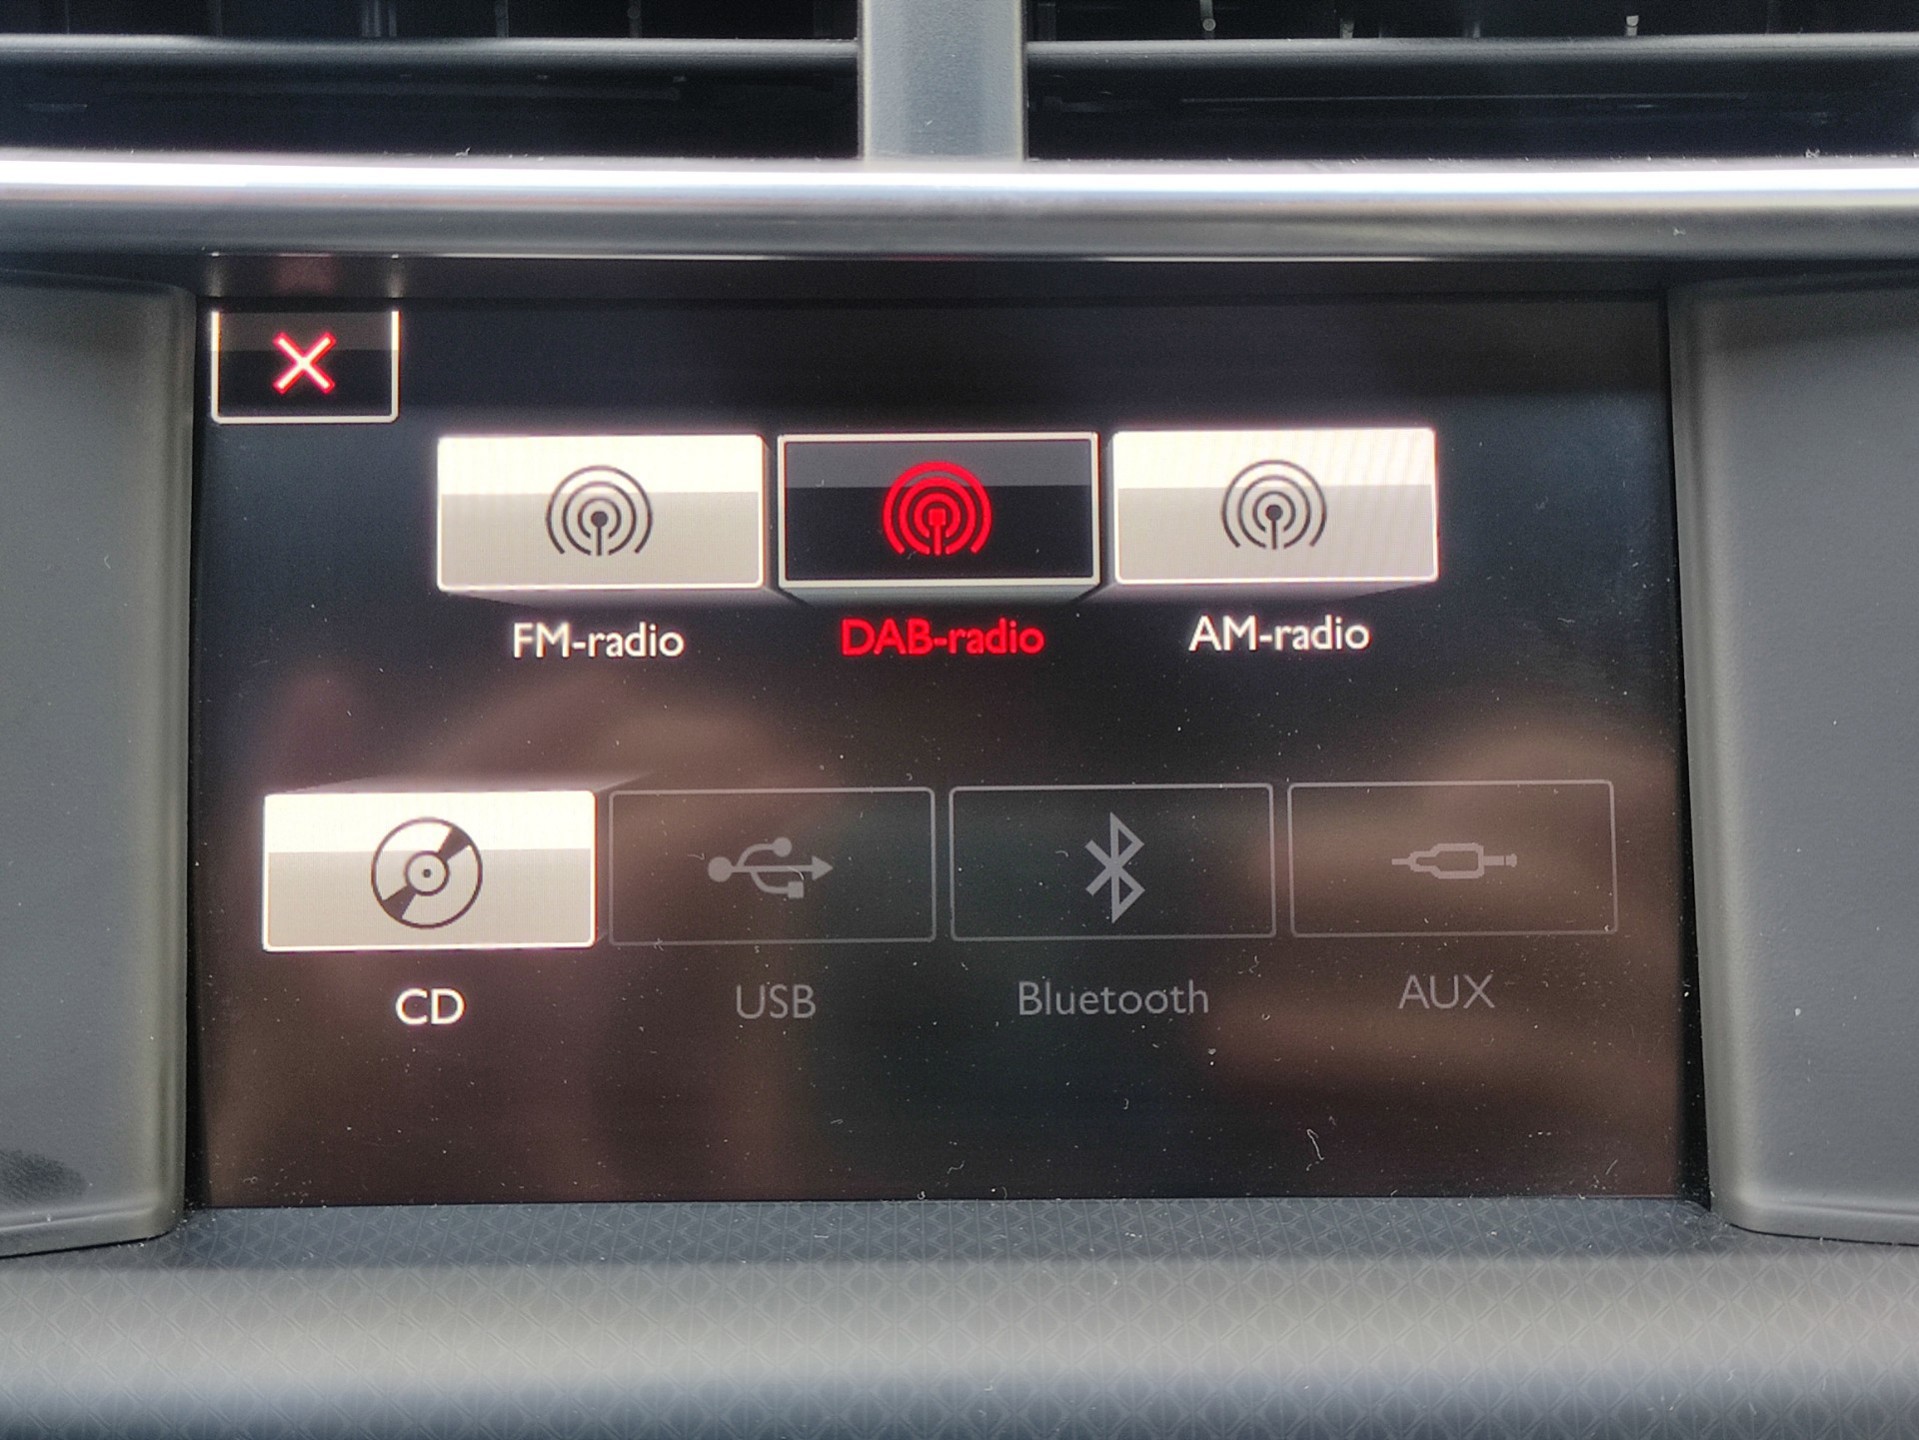 FM-radio
DAB-radio
AM-radio
CD
USB
Bluetooth
AUX